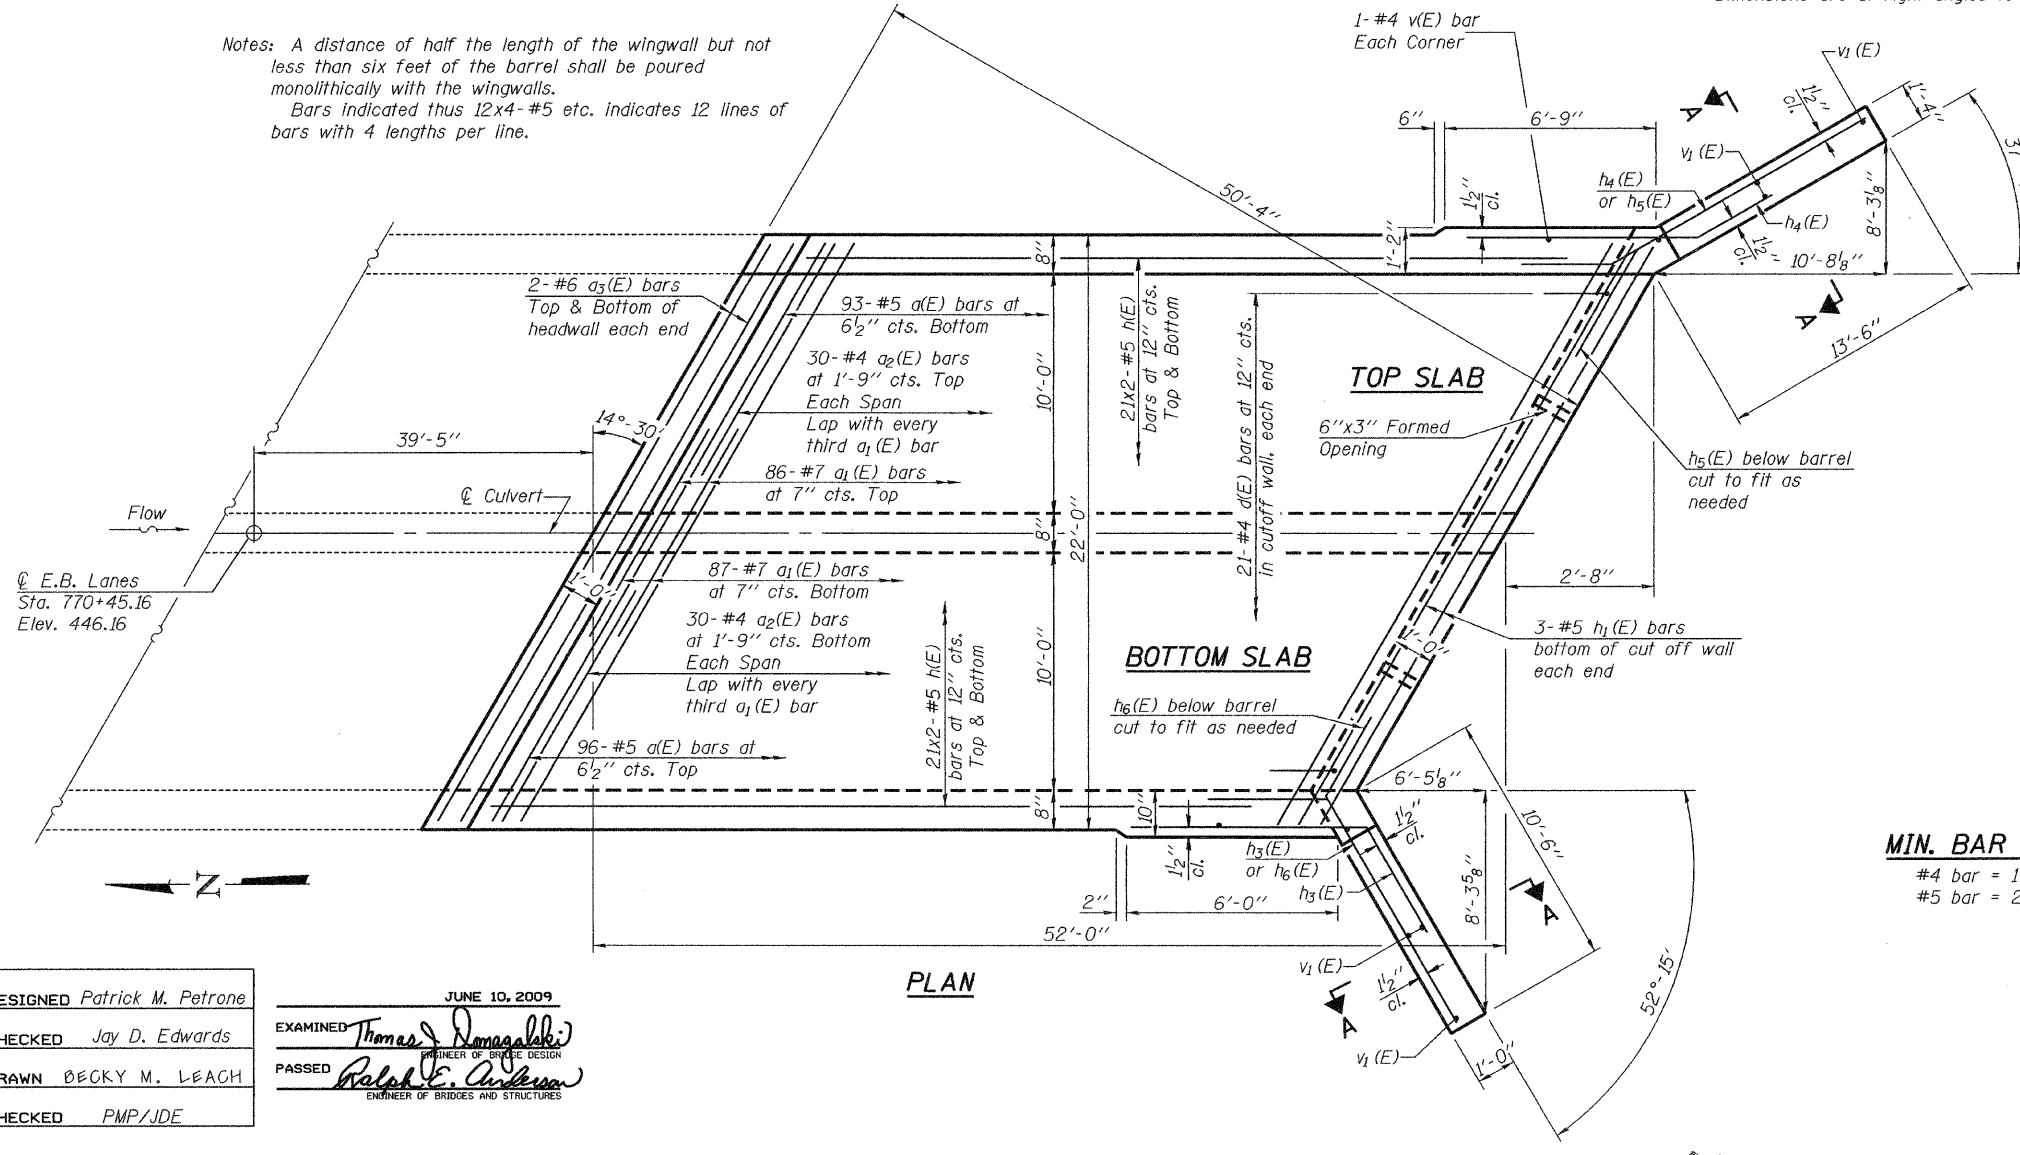 Notes: A distance of half the length of the wingwall but not
less than six feet of the barrel shall be poured
monolithically with the wingwalls.
Bars indicated thus 12x4-#5 etc. indicates 12 lines of
bars with 4 lengths per line.
1-#4 v(E) bar
Each Corner
v1(E)
A
1½"
cl.
1'-4"
6"
6'-9"
v1(E)
h4(E)
or h5(E)
h4(E)
1½"
cl.
8'-3⅛"
10'-8⅛"
1½"
cl.
1'-2"
50'-4"
A
13'-6"
2-#6 a3(E) bars
Top & Bottom of
headwall each end
93-#5 a(E) bars at
6½" cts. Bottom
30-#4 a2(E) bars
at 1'-9" cts. Top
Each Span
Lap with every
third a1(E) bar
86-#7 a1(E) bars
at 7" cts. Top
8"
10'-0"
8"
22'-0"
10'-0"
8"
21x2-#5 h(E)
bars at 12" cts.
Top & Bottom
21-#4 d(E) bars at 12" cts.
in cutoff wall, each end
TOP SLAB
6"x3" Formed
Opening
h5(E) below barrel
cut to fit as
needed
14°-30'
39'-5"
℄ Culvert
Flow
℄ E.B. Lanes
Sta. 770+45.16
Elev. 446.16
1'-0"
87-#7 a1(E) bars
at 7" cts. Bottom
30-#4 a2(E) bars
at 1'-9" cts. Bottom
Each Span
Lap with every
third a1(E) bar
96-#5 a(E) bars at
6½" cts. Top
21x2-#5 h(E)
bars at 12" cts.
Top & Bottom
BOTTOM SLAB
2'-8"
3-#5 h1(E) bars
bottom of cut off wall
each end
1'-0"
h6(E) below barrel
cut to fit as needed
6'-5⅛"
10"
1½"
cl.
1½"
cl.
h3(E)
or h6(E)
h3(E)
10'-6"
8'-3⅝"
A
2"
6'-0"
52'-0"
v1(E)
1½"
cl.
A
v1(E)
1'-0"
52°-15'
N
PLAN
MIN. BAR
#4 bar = 1
#5 bar = 2
ESIGNED Patrick M. Petrone
HECKED Jay D. Edwards
RAWN BECKY M. LEACH
HECKED PMP/JDE
JUNE 10, 2009
EXAMINED Thomas J. Domagalski
ENGINEER OF BRIDGE DESIGN
PASSED Ralph E. Anderson
ENGINEER OF BRIDGES AND STRUCTURES